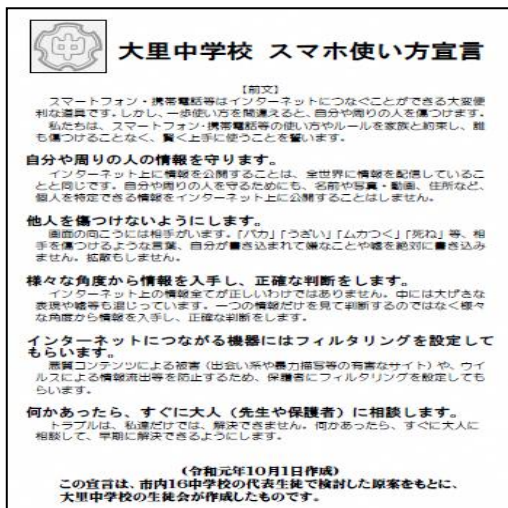 中
大里中学校 スマホ使い方宣言
【前文】
スマートフォン・携帯電話等はインターネットにつなぐことができる大変便
利な道具です。しかし、一歩使い方を間違えると、自分や周りの人を傷つけます。
私たちは、スマートフォン・携帯電話等の使い方やルールを家族と約束し、誰
も傷つけることなく、賢く上手に使うことを誓います。
自分や周りの人の情報を守ります。
インターネット上に情報を公開することは、全世界に情報を配信しているこ
とと同じです。自分や周りの人を守るためにも、名前や写真・動画、住所など、
個人を特定できる情報をインターネット上に公開することはしません。
他人を傷つけないようにします。
画面の向こうには相手がいます。「バカ」「うざい」「ムカつく」「死ね」等、相
手を傷つけるような言葉、自分が書き込まれて嫌なことや嘘を絶対に書き込み
ません。拡散もしません。
様々な角度から情報を入手し、正確な判断をします。
インターネット上の情報全てが正しいわけではありません。中には大げさな
表現や嘘等も混じっています。一つの情報だけを見て判断するのではなく様々
な角度から情報を入手し、正確な判断をします。
インターネットにつながる機器にはフィルタリングを設定して
もらいます。
悪質コンテンツによる被害（出会い系や暴力描写等の有害なサイト）や、ウイ
ルスによる情報流出等を防止するため、保護者にフィルタリングを設定しても
らいます。
何かあったら、すぐに大人（先生や保護者）に相談します。
トラブルは、私達だけでは、解決できません。何かあったら、すぐに大人に
相談して、早期に解決できるようにします。
(令和元年10月1日作成)
この宣言は、市内16中学校の代表生徒で検討した原案をもとに、
大里中学校の生徒会が作成したものです。